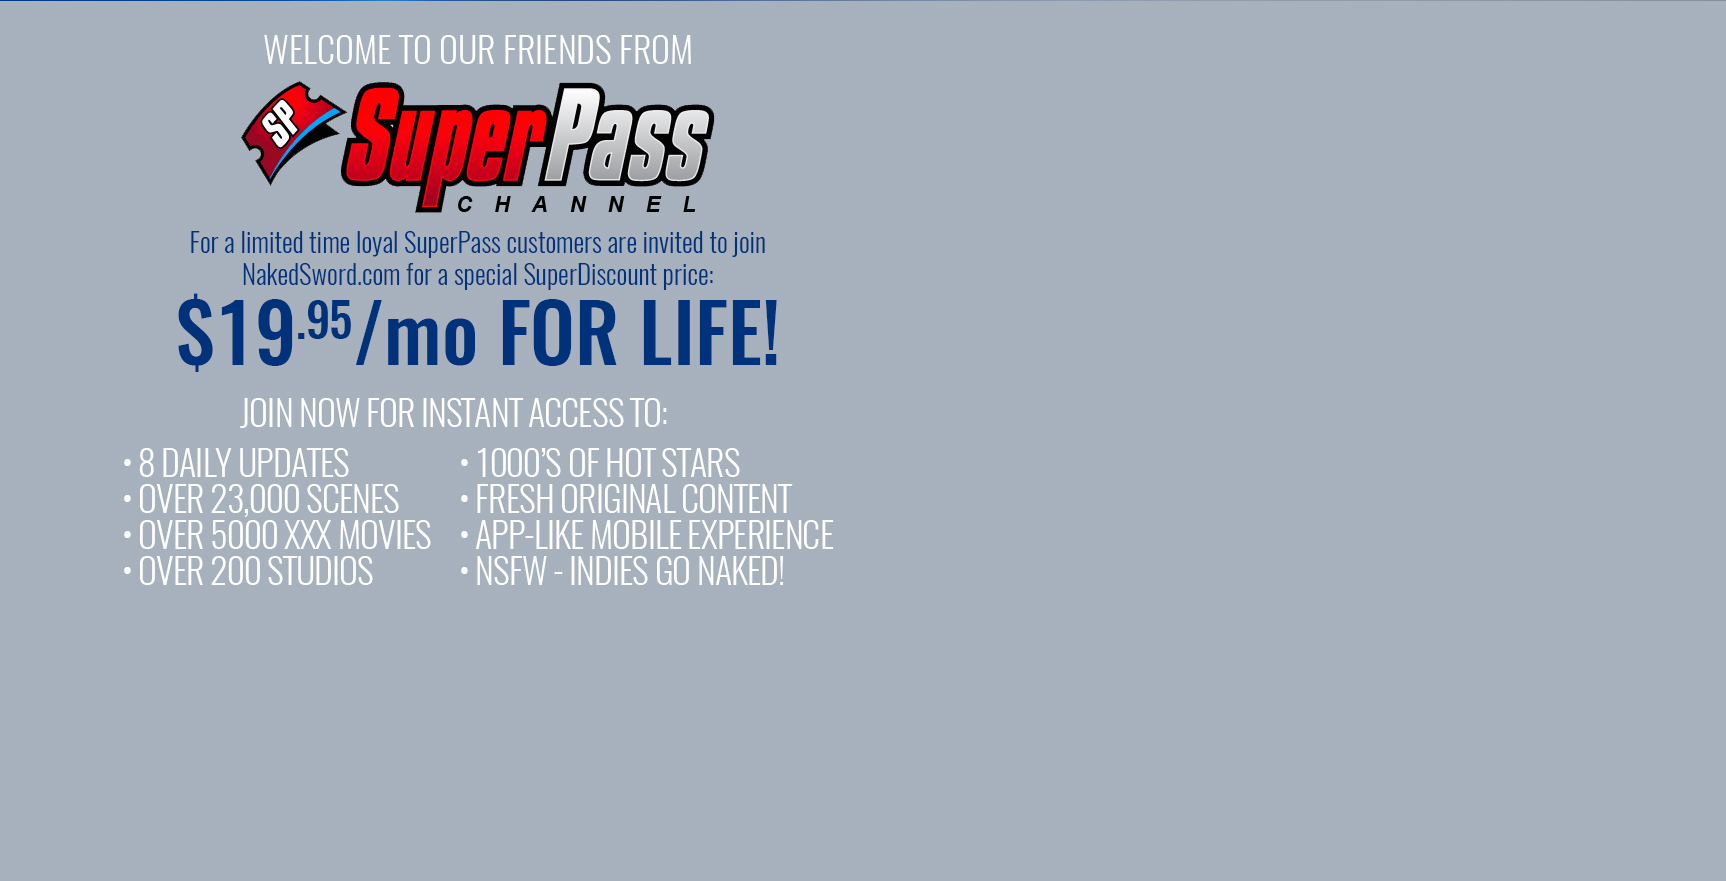 WELCOME TO OUR FRIENDS FROM
SP
SuperPass
CHANNEL
For a limited time loyal SuperPass customers are invited to join
NakedSword.com for a special SuperDiscount price:
$19.95/mo FOR LIFE!
JOIN NOW FOR INSTANT ACCESS TO:
• 8 DAILY UPDATES
• OVER 23,000 SCENES
• OVER 5000 XXX MOVIES
• OVER 200 STUDIOS
• 1000’S OF HOT STARS
• FRESH ORIGINAL CONTENT
• APP-LIKE MOBILE EXPERIENCE
• NSFW - INDIES GO NAKED!